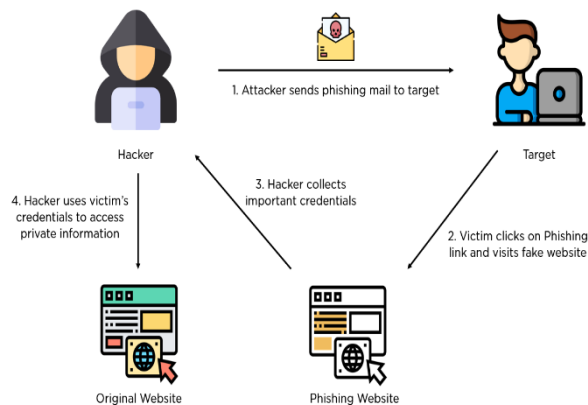 1. Attacker sends phishing mail to target
Hacker
Target
3. Hacker collects
important credentials
4. Hacker uses victim's
credentials to access
private information
2. Victim clicks on Phishing
link and visits fake website
Original Website
Phishing Website